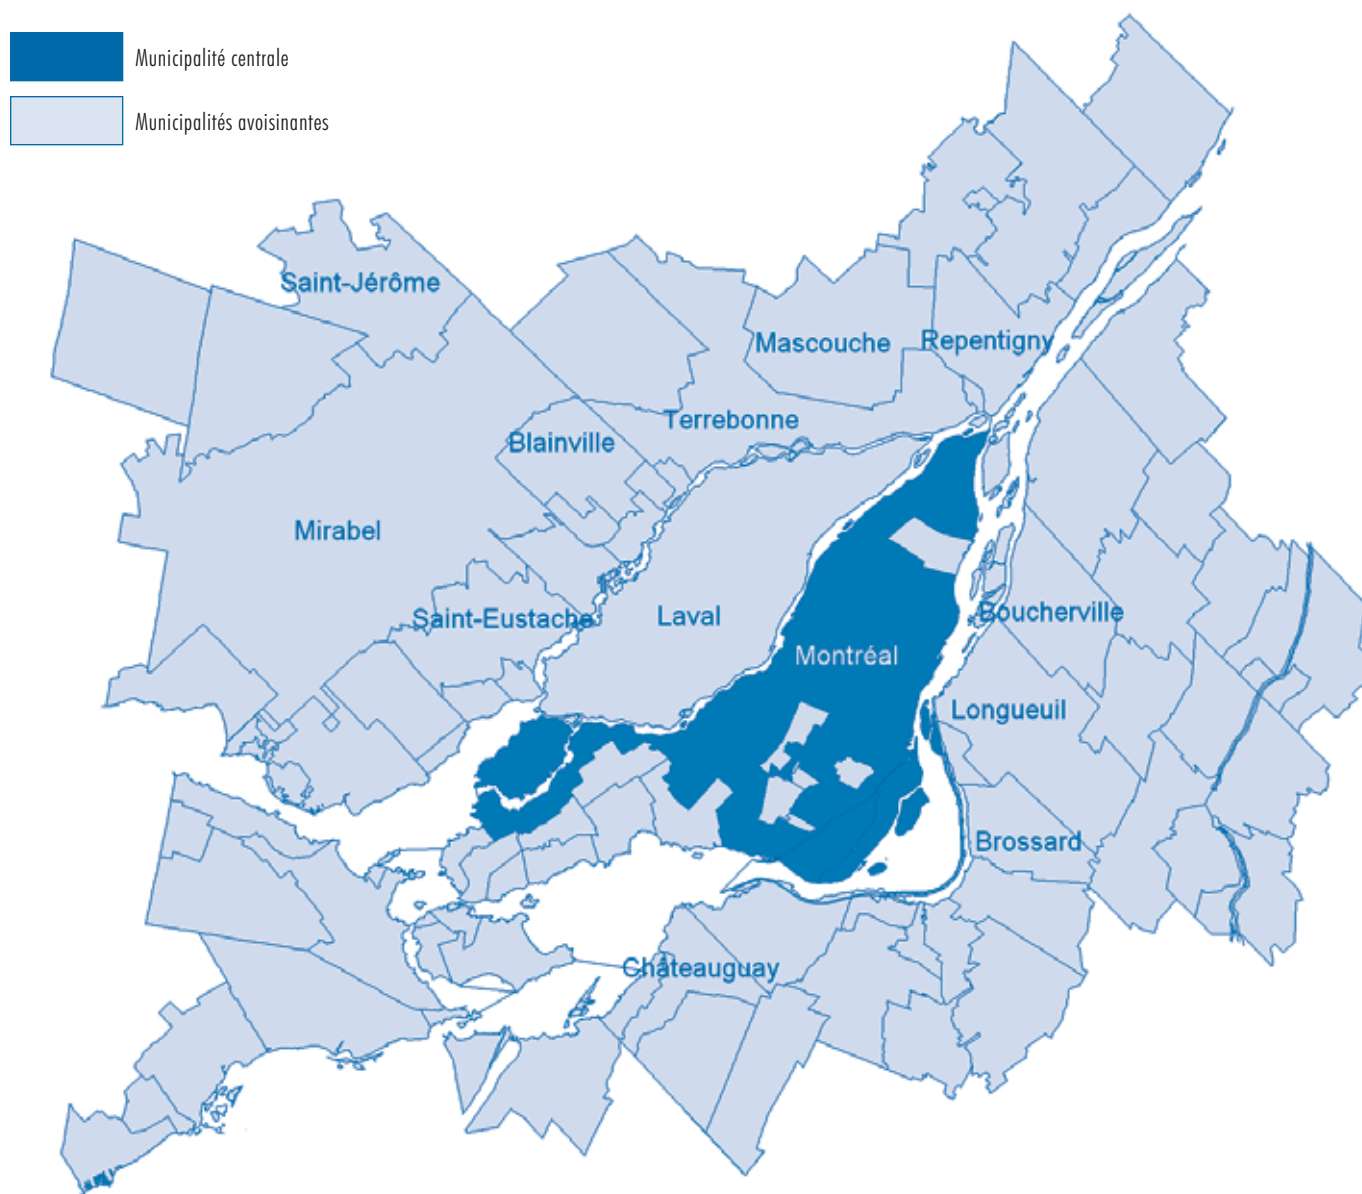 Municipalité centrale
Municipalités avoisinantes
Saint-Jérôme
Mascouche
Repentigny
Terrebonne
Blainville
Mirabel
Saint-Eustache
Laval
Boucherville
Montréal
Longueuil
Brossard
Châteauguay